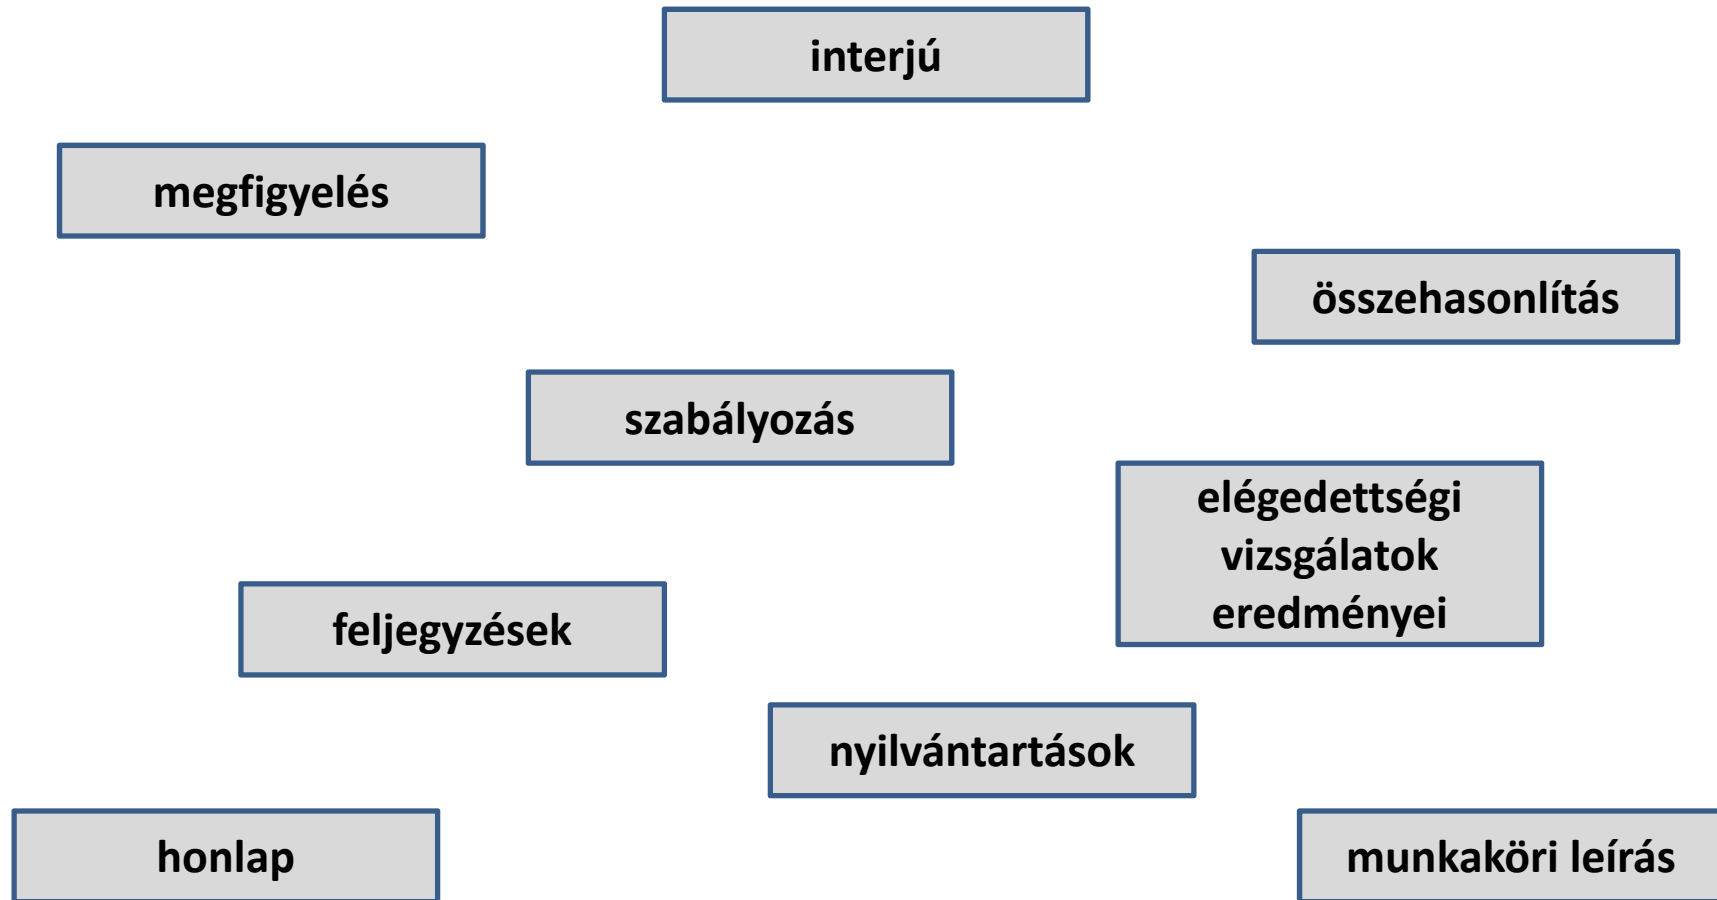 interjú
megfigyelés
összehasonlítás
szabályozás
elégedettségi
vizsgálatok
eredményei
feljegyzések
nyilvántartások
honlap
munkaköri leírás